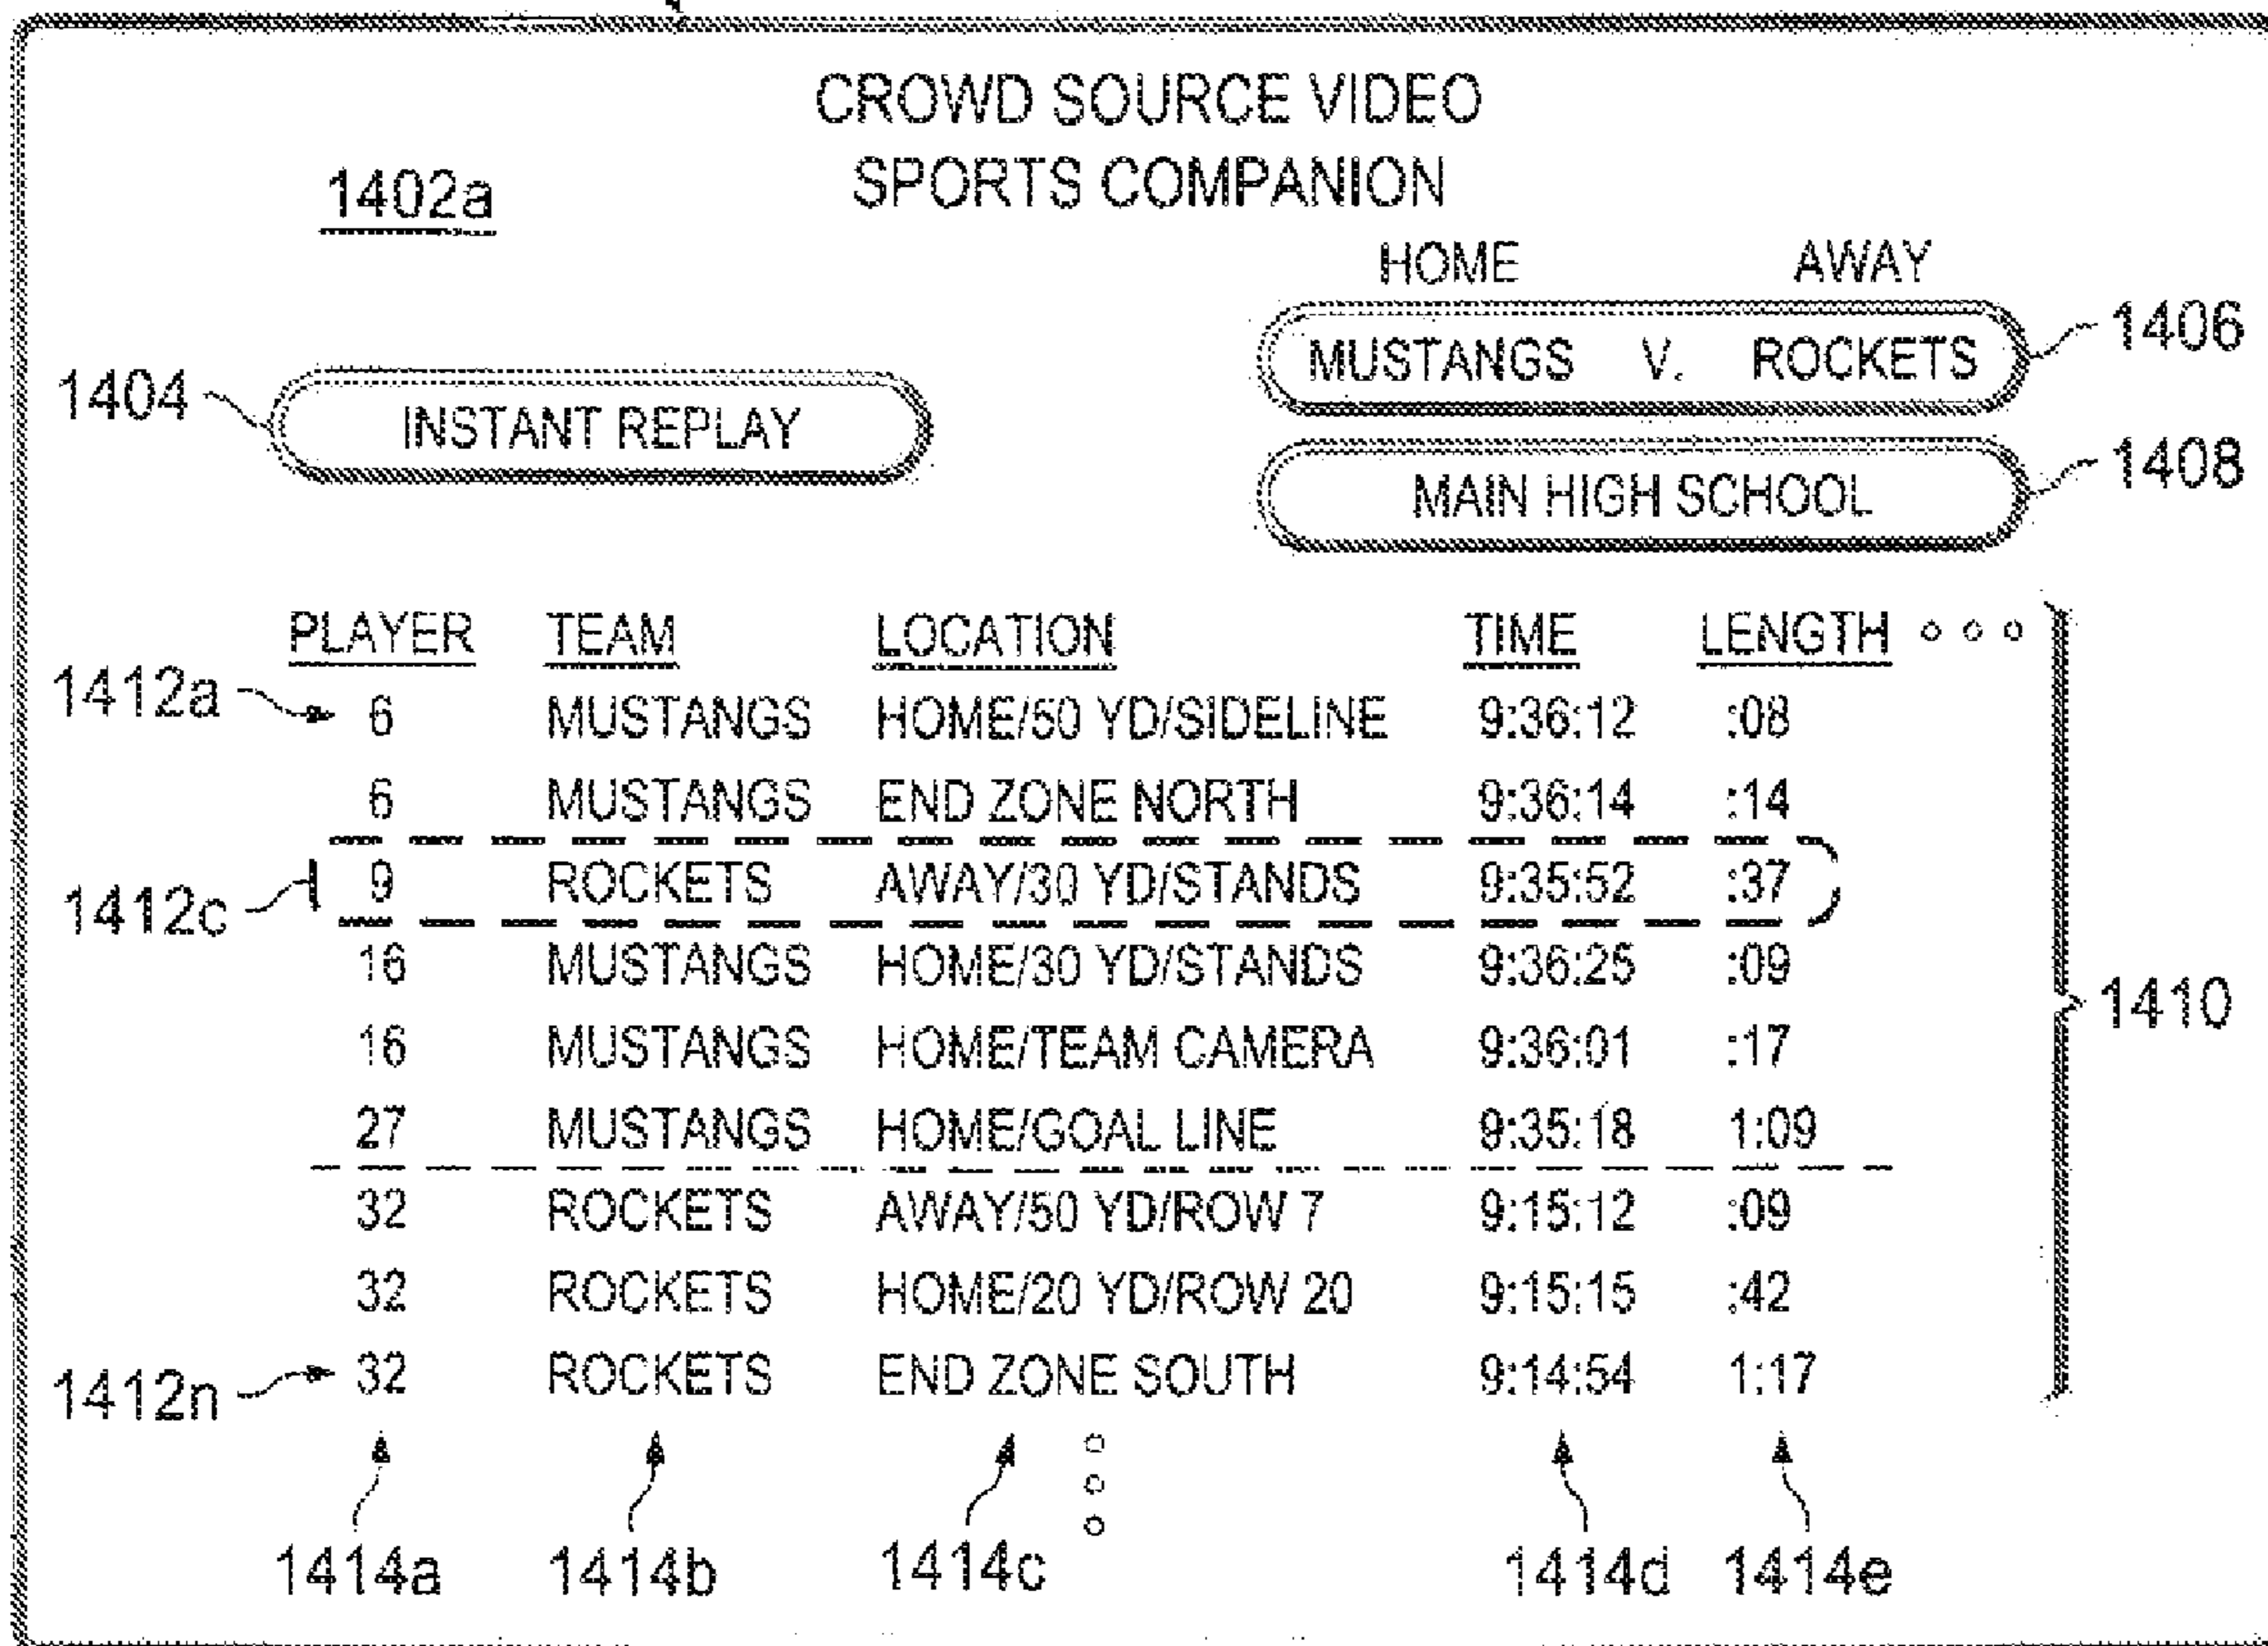 CROWD SOURCE VIDEO
SPORTS COMPANION
1402a
HOME AWAY
MUSTANGS V. ROCKETS 1406
1404 INSTANT REPLAY
MAIN HIGH SCHOOL 1408
PLAYER TEAM LOCATION TIME LENGTH
1412a 6 MUSTANGS HOME/50 YD/SIDELINE 9:36:12 :08
6 MUSTANGS END ZONE NORTH 9:36:14 :14
1412c 9 ROCKETS AWAY/30 YD/STANDS 9:35:52 :37
16 MUSTANGS HOME/30 YD/STANDS 9:36:25 :09
1410
16 MUSTANGS HOME/TEAM CAMERA 9:36:01 :17
27 MUSTANGS HOME/GOAL LINE 9:35:18 1:09
32 ROCKETS AWAY/50 YD/ROW 7 9:15:12 :09
32 ROCKETS HOME/20 YD/ROW 20 9:15:15 :42
1412n 32 ROCKETS END ZONE SOUTH 9:14:54 1:17
1414a 1414b 1414c 1414d 1414e